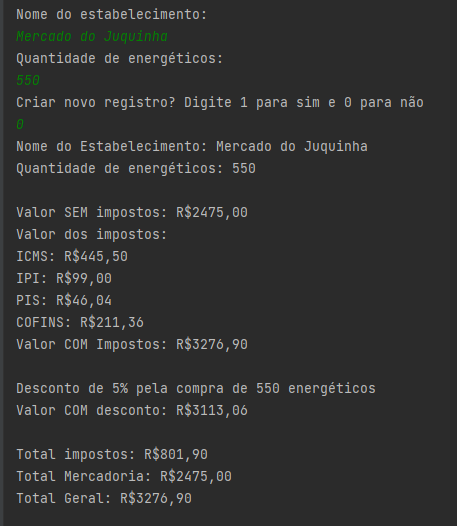 Nome do estabelecimento:
Mercado do Juquinha
Quantidade de energéticos:
550
Criar novo registro? Digite 1 para sim e 0 para não
0
Nome do Estabelecimento: Mercado do Juquinha
Quantidade de energéticos: 550
Valor SEM impostos: R$2475,00
Valor dos impostos:
ICMS: R$445,50
IPI: R$99,00
PIS: R$46,04
COFINS: R$211,36
Valor COM Impostos: R$3276,90
Desconto de 5% pela compra de 550 energéticos
Valor COM desconto: R$3113,06
Total impostos: R$801,90
Total Mercadoria: R$2475,00
Total Geral: R$3276,90